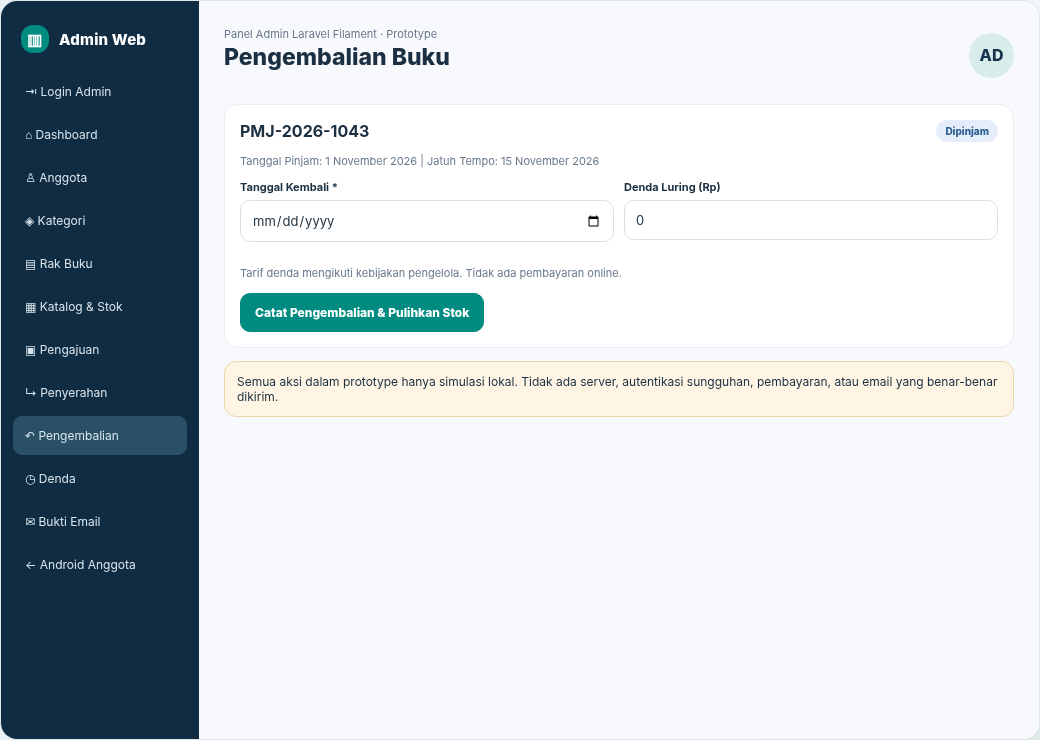 Admin Web
→ Login Admin
⌂ Dashboard
♙ Anggota
◈ Kategori
▤ Rak Buku
▦ Katalog & Stok
▣ Pengajuan
↪ Penyerahan
↶ Pengembalian
◷ Denda
✉ Bukti Email
← Android Anggota
Panel Admin Laravel Filament · Prototype
Pengembalian Buku
AD
PMJ-2026-1043
Dipinjam
Tanggal Pinjam: 1 November 2026 | Jatuh Tempo: 15 November 2026
Tanggal Kembali *
Denda Luring (Rp)
mm/dd/yyyy
0
Tarif denda mengikuti kebijakan pengelola. Tidak ada pembayaran online.
Catat Pengembalian & Pulihkan Stok
Semua aksi dalam prototype hanya simulasi lokal. Tidak ada server, autentikasi sungguhan, pembayaran, atau email yang benar-benar
dikirim.